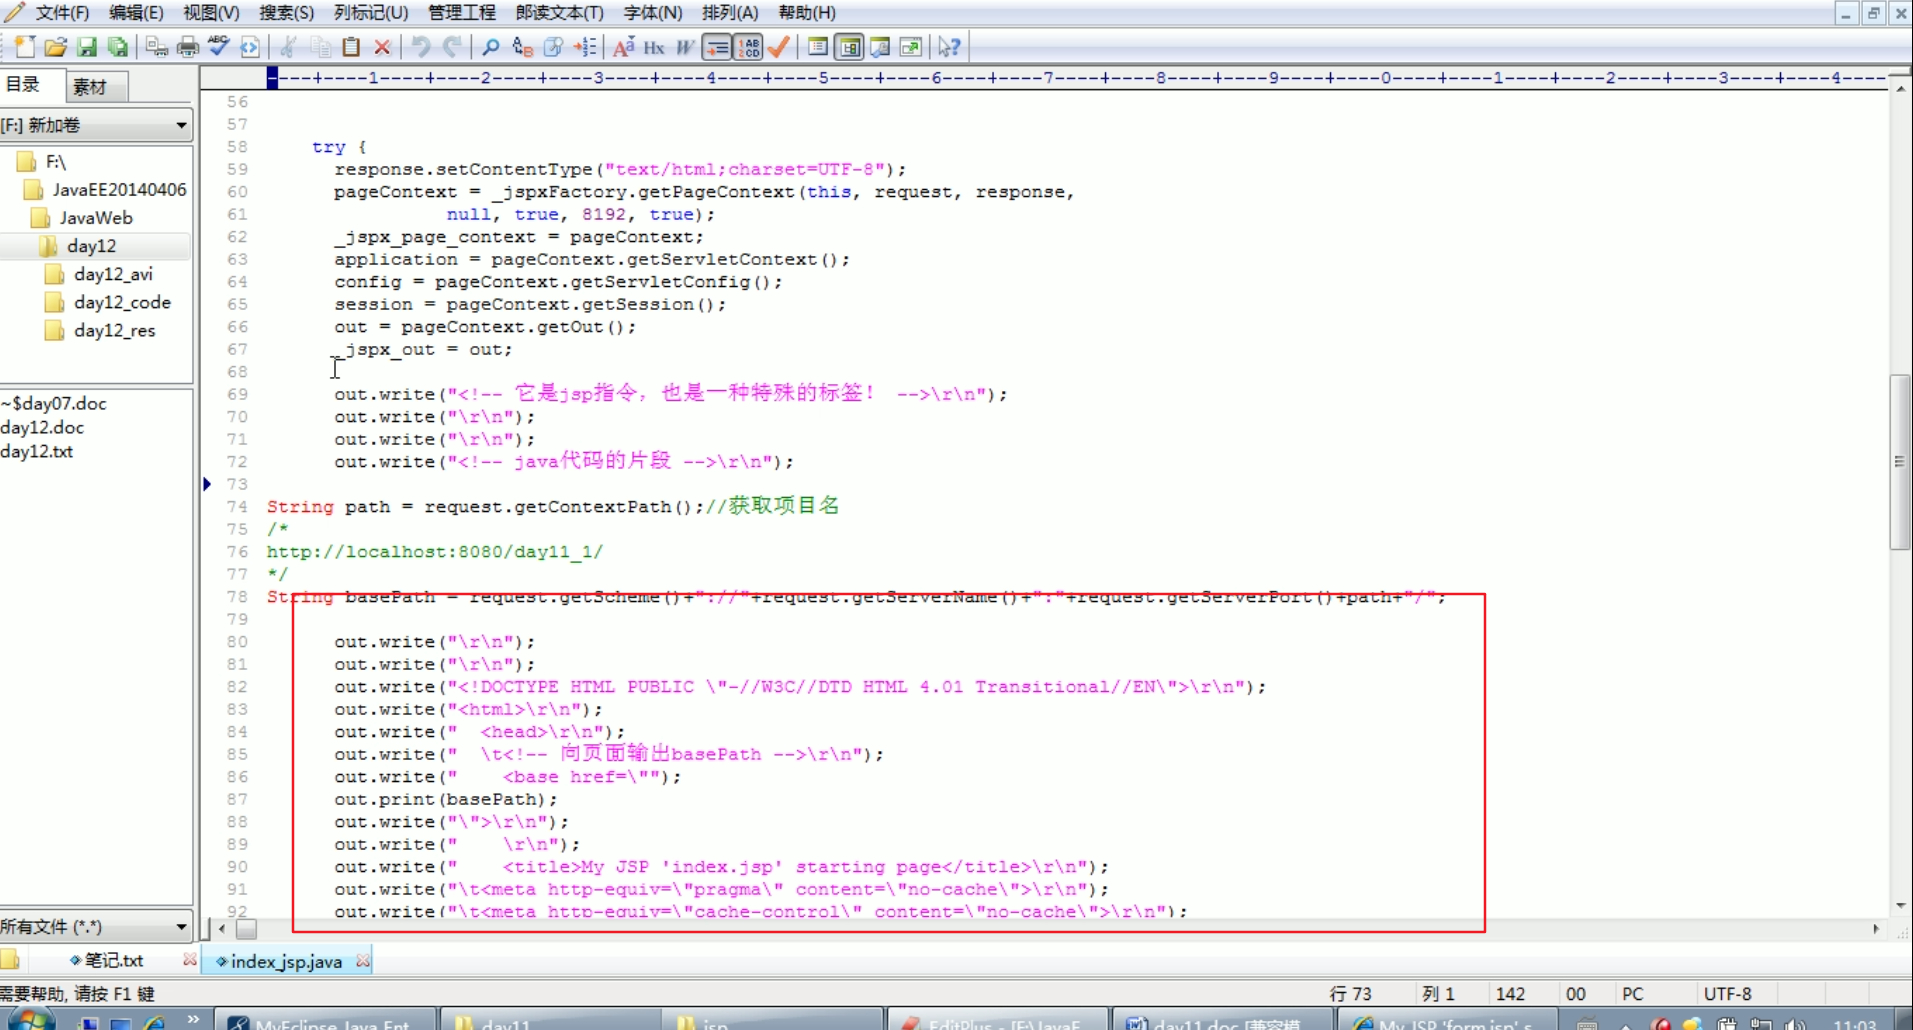 文件(F) 编辑(E) 视图(V) 搜索(S) 列标记(U) 管理工程 郎读文本(T) 字体(N) 排列(A) 帮助(H)
目录 素材
[F:] 新加卷
F:\
JavaEE20140406
JavaWeb
day12
day12_avi
day12_code
day12_res
~$day07.doc
day12.doc
day12.txt
所有文件 (*.*)
----+----1----+----2----+----3----+----4----+----5----+----6----+----7----+----8----+----9----+----0----+----1----+----2----+----3----+----4----
56
57
58 try {
59 response.setContentType("text/html;charset=UTF-8");
60 pageContext = _jspxFactory.getPageContext(this, request, response,
61 null, true, 8192, true);
62 _jspx_page_context = pageContext;
63 application = pageContext.getServletContext();
64 config = pageContext.getServletConfig();
65 session = pageContext.getSession();
66 out = pageContext.getOut();
67 _jspx_out = out;
68
69 out.write("<!-- 它是jsp指令，也是一种特殊的标签！ -->\r\n");
70 out.write("\r\n");
71 out.write("\r\n");
72 out.write("<!-- java代码的片段 -->\r\n");
73
74 String path = request.getContextPath();//获取项目名
75 /*
76 http://localhost:8080/day11_1/
77 */
78 String basePath = request.getScheme()+"://"+request.getServerName()+":"+request.getServerPort()+path+"/";
79
80 out.write("\r\n");
81 out.write("\r\n");
82 out.write("<!DOCTYPE HTML PUBLIC \"-//W3C//DTD HTML 4.01 Transitional//EN\">\r\n");
83 out.write("<html>\r\n");
84 out.write("  <head>\r\n");
85 out.write("  \t<!-- 向页面输出basePath -->\r\n");
86 out.write("    <base href=\"");
87 out.print(basePath);
88 out.write("\">\r\n");
89 out.write("    \r\n");
90 out.write("    <title>My JSP 'index.jsp' starting page</title>\r\n");
91 out.write("\t<meta http-equiv=\"pragma\" content=\"no-cache\">\r\n");
92 out.write("\t<meta http-equiv=\"cache-control\" content=\"no-cache\">\r\n");
笔记.txt index_jsp.java
需要帮助, 请按 F1 键 行 73 列 1 142 00 PC UTF-8
MyEclipse Java Ent day11 jsp EditPlus - [F:\JavaE day11.doc [兼容模 My JSP 'form.jsp' s 11:03